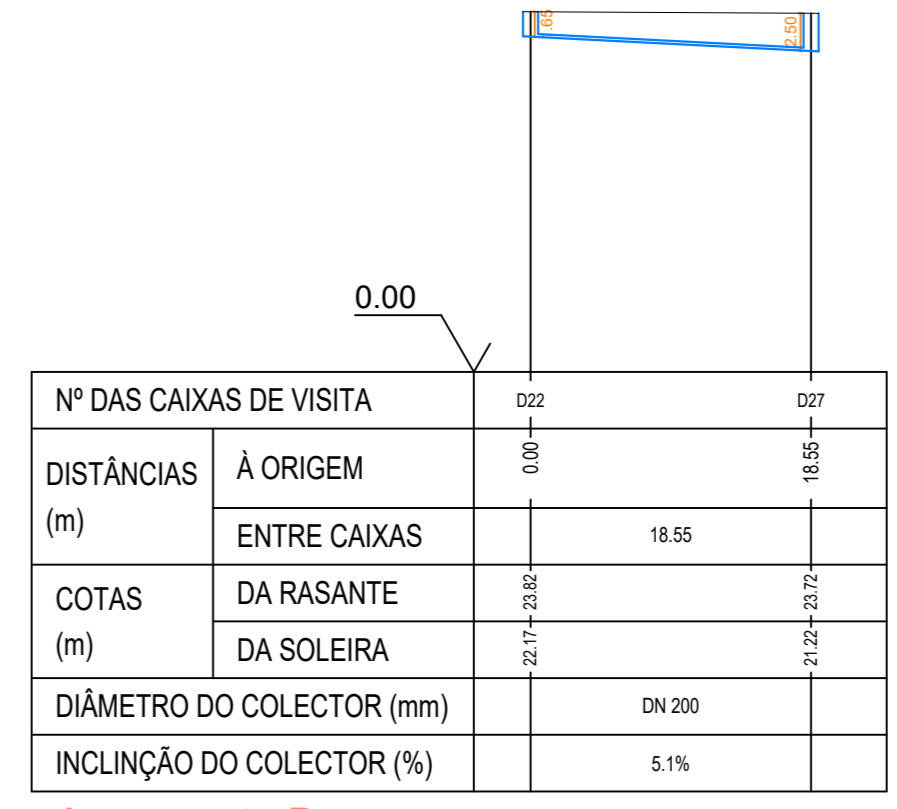 .65
2.50
0.00
Nº DAS CAIXAS DE VISITA D22 D27
DISTÂNCIAS (m)
À ORIGEM 0.00 18.55
ENTRE CAIXAS 18.55
COTAS (m)
DA RASANTE 23.82 23.72
DA SOLEIRA 22.17 21.22
DIÂMETRO DO COLECTOR (mm) DN 200
INCLINÇÃO DO COLECTOR (%) 5.1%